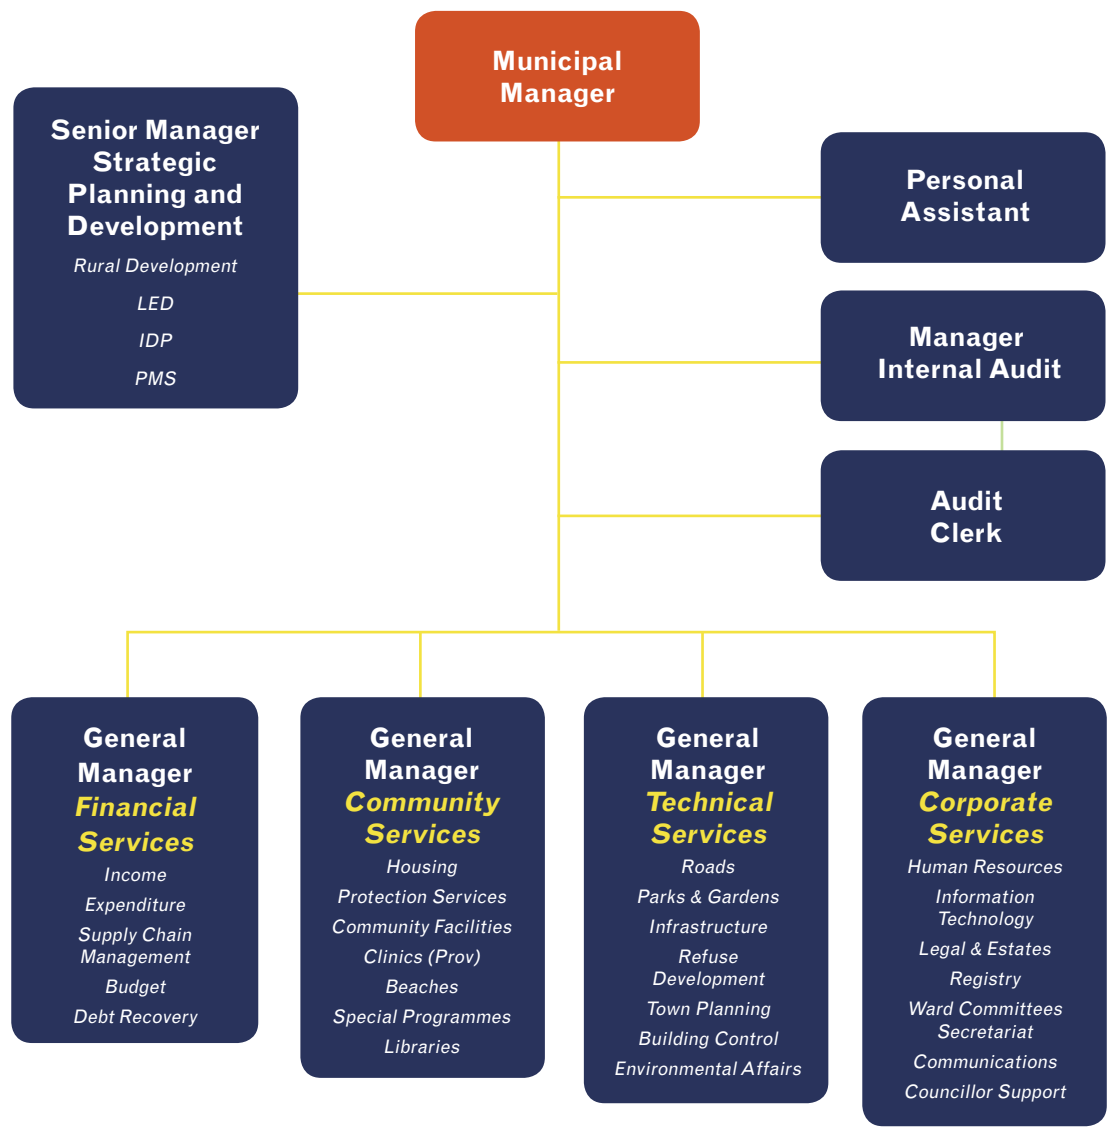 Municipal
Manager
Senior Manager
Strategic
Planning and
Development
Rural Development
LED
IDP
PMS
Personal
Assistant
Manager
Internal Audit
Audit
Clerk
General
Manager
Financial
Services
Income
Expenditure
Supply Chain
Management
Budget
Debt Recovery
General
Manager
Community
Services
Housing
Protection Services
Community Facilities
Clinics (Prov)
Beaches
Special Programmes
Libraries
General
Manager
Technical
Services
Roads
Parks & Gardens
Infrastructure
Refuse
Development
Town Planning
Building Control
Environmental Affairs
General
Manager
Corporate
Services
Human Resources
Information
Technology
Legal & Estates
Registry
Ward Committees
Secretariat
Communications
Councillor Support